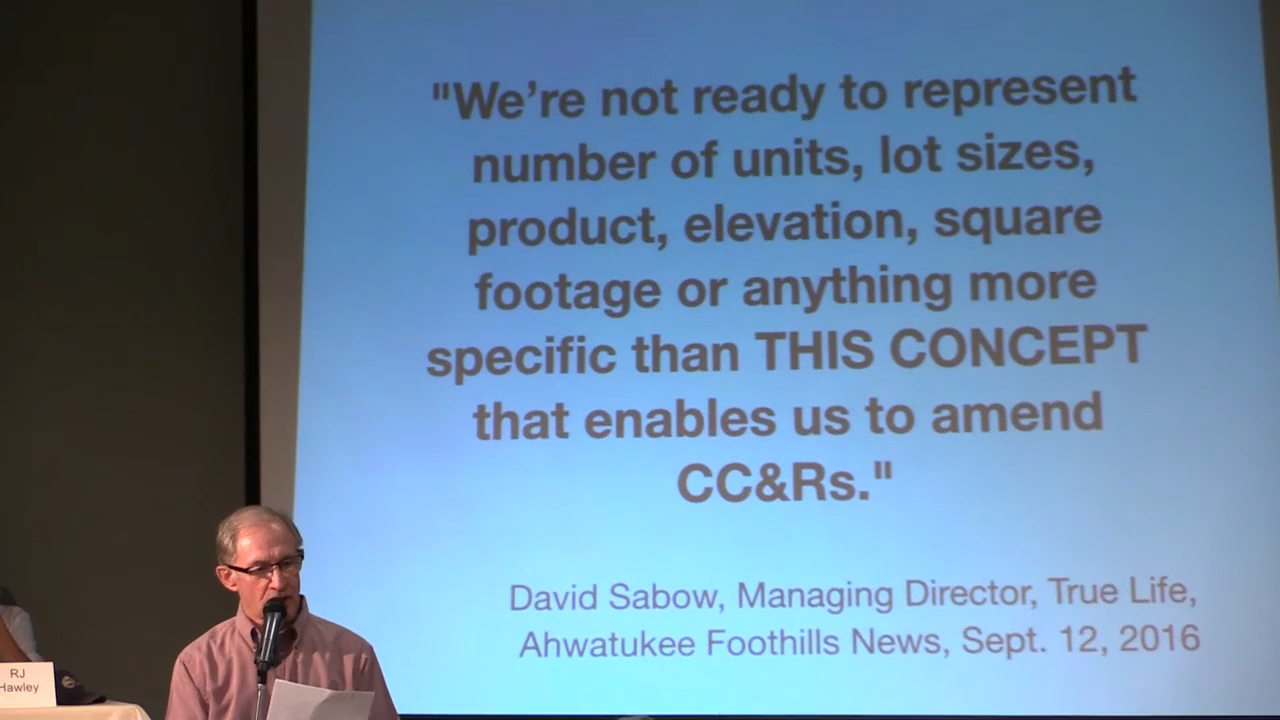 "We’re not ready to represent
number of units, lot sizes,
product, elevation, square
footage or anything more
specific than THIS CONCEPT
that enables us to amend
CC&Rs."
David Sabow, Managing Director, True Life,
Ahwatukee Foothills News, Sept. 12, 2016
RJ
Hawley